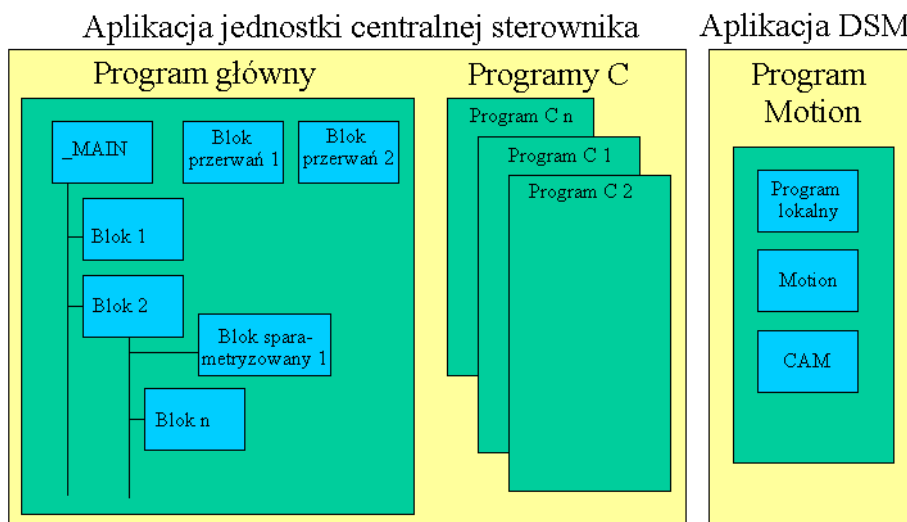 Aplikacja jednostki centralnej sterownika
Program główny
_MAIN
Blok
przerwań 1
Blok
przerwań 2
Blok 1
Blok 2
Blok spara-
metryzowany 1
Blok n
Programy C
Program C n
Program C 1
Program C 2
Aplikacja DSM
Program
Motion
Program
lokalny
Motion
CAM